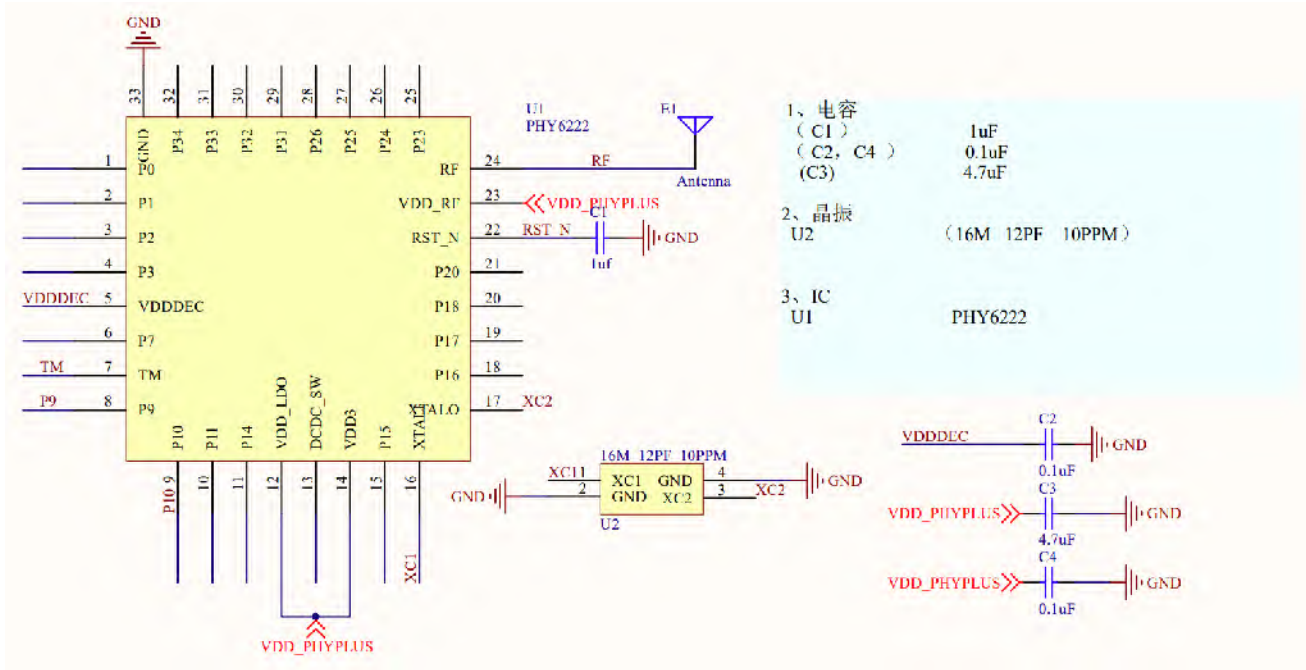 GND
33
32
31
30
29
28
27
26
25
GND
P34
P33
P32
P31
P26
P25
P24
P23
U1
PHY6222
E1
Antenna
1 P0
2 P1
3 P2
4 P3
VDDDEC 5 VDDDEC
6 P7
TM 7 TM
P9 8 P9
RF 24 RF
VDD_RF 23 VDD_PHYPLUS
RST_N 22 RST_N
C1
1uf
GND
P20 21
P18 20
P17 19
P16 18
XTALO 17 XC2
P10
P11
P14
VDD_LDO
DCDC_SW
VDD3
P15
XTALI
P10 9
10
11
12
13
14
15
16
XC1
VDD_PHYPLUS
16M 12PF 10PPM
XC1 1 XC1 GND 4 GND
GND 2 GND XC2 3 XC2
U2
1、电容
（C1） 1uF
（C2，C4） 0.1uF
(C3) 4.7uF
2、晶振
U2 （16M 12PF 10PPM）
3、IC
U1 PHY6222
C2
VDDDEC GND
0.1uF
C3
VDD_PHYPLUS GND
4.7uF
C4
VDD_PHYPLUS GND
0.1uF